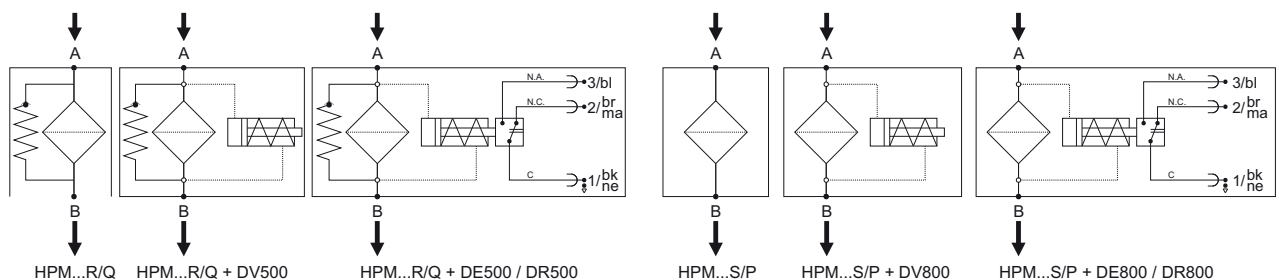 A A A A A A
N.A. 3/bl N.A. 3/bl
N.C. 2/br ma N.C. 2/br ma
C 1/bk ne C 1/bk ne
B B B B B B
HPM...R/Q HPM...R/Q + DV500 HPM...R/Q + DE500 / DR500 HPM...S/P HPM...S/P + DV800 HPM...S/P + DE800 / DR800